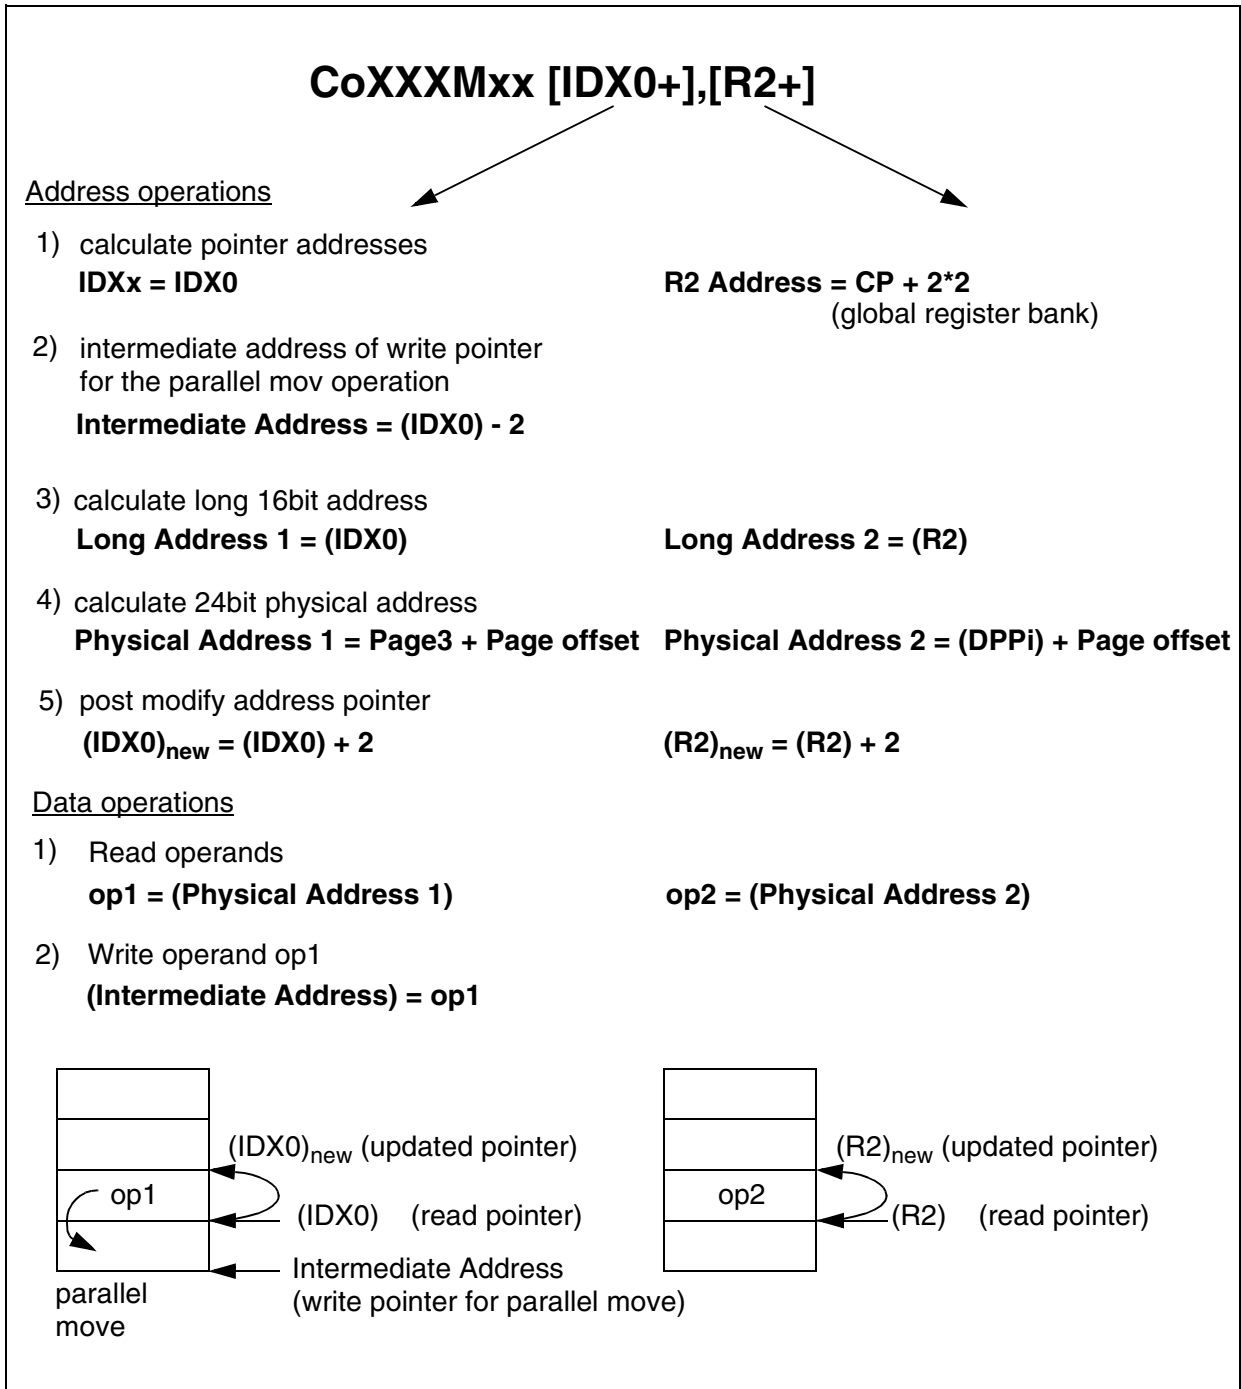 CoXXXMxx [IDX0+],[R2+]
Address operations
1) calculate pointer addresses
IDXx = IDX0
R2 Address = CP + 2*2
(global register bank)
2) intermediate address of write pointer
for the parallel mov operation
Intermediate Address = (IDX0) - 2
3) calculate long 16bit address
Long Address 1 = (IDX0)
Long Address 2 = (R2)
4) calculate 24bit physical address
Physical Address 1 = Page3 + Page offset
Physical Address 2 = (DPPi) + Page offset
5) post modify address pointer
(IDX0)new = (IDX0) + 2
(R2)new = (R2) + 2
Data operations
1) Read operands
op1 = (Physical Address 1)
op2 = (Physical Address 2)
2) Write operand op1
(Intermediate Address) = op1
(IDX0)new (updated pointer)
op1
(IDX0) (read pointer)
Intermediate Address
(write pointer for parallel move)
parallel
move
(R2)new (updated pointer)
op2
(R2) (read pointer)